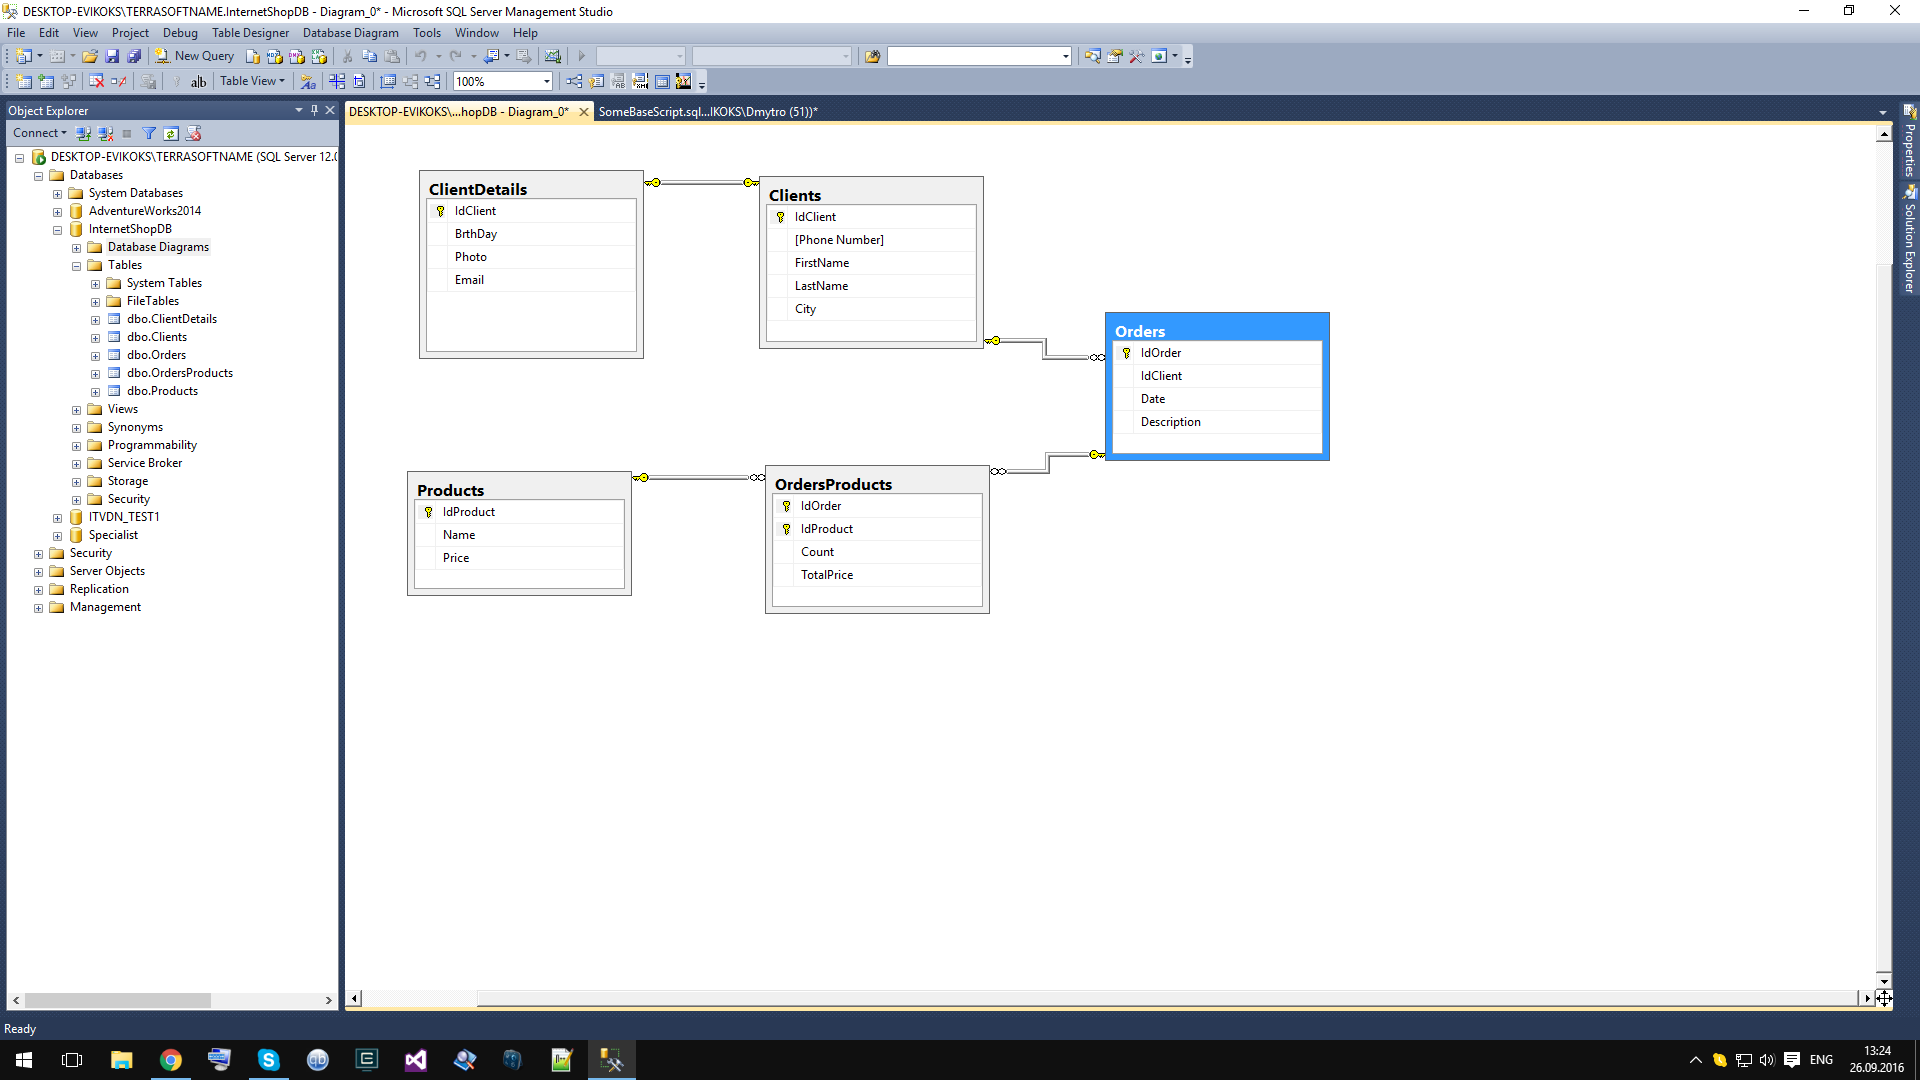 DESKTOP-EVIKOKS\TERRASOFTNAME.InternetShopDB - Diagram_0* - Microsoft SQL Server Management Studio
File Edit View Project Debug Table Designer Database Diagram Tools Window Help
New Query
ab Table View 100%
Object Explorer
DESKTOP-EVIKOKS\...hopDB - Diagram_0* SomeBaseScript.sql...IKOKS\Dmytro (51))*
Connect
DESKTOP-EVIKOKS\TERRASOFTNAME (SQL Server 12.0
Databases
System Databases
AdventureWorks2014
InternetShopDB
Database Diagrams
Tables
System Tables
FileTables
dbo.ClientDetails
dbo.Clients
dbo.Orders
dbo.OrdersProducts
dbo.Products
Views
Synonyms
Programmability
Service Broker
Storage
Security
ITVDN_TEST1
Specialist
Security
Server Objects
Replication
Management
ClientDetails
IdClient
BrthDay
Photo
Email
Clients
IdClient
[Phone Number]
FirstName
LastName
City
Orders
IdOrder
IdClient
Date
Description
Products
IdProduct
Name
Price
OrdersProducts
IdOrder
IdProduct
Count
TotalPrice
Properties
Solution Explorer
Ready
ENG
13:24
26.09.2016